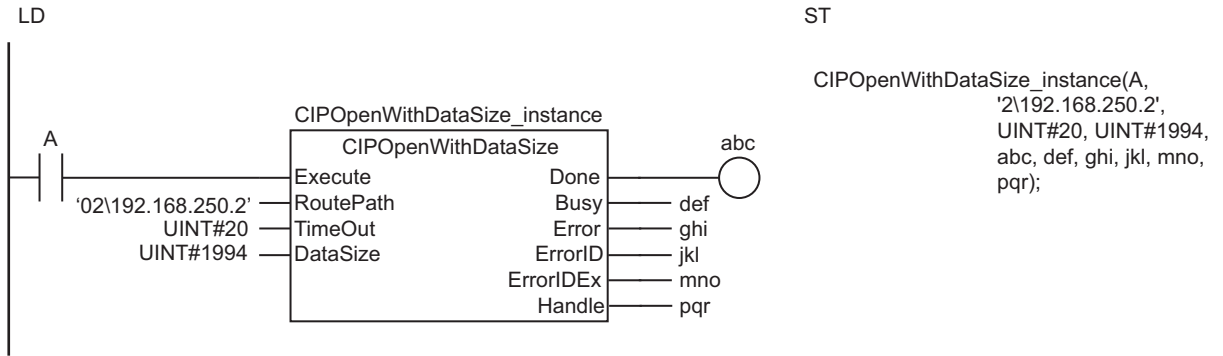 LD
ST
CIPOpenWithDataSize_instance(A,
'2\192.168.250.2',
UINT#20, UINT#1994,
abc, def, ghi, jkl, mno,
pqr);
CIPOpenWithDataSize_instance
A
CIPOpenWithDataSize
abc
Execute Done
‘02\192.168.250.2’ RoutePath Busy def
UINT#20 TimeOut Error ghi
UINT#1994 DataSize ErrorID jkl
ErrorIDEx mno
Handle pqr